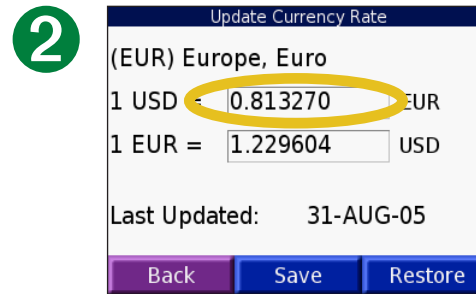 2
Update Currency Rate
(EUR) Europe, Euro
1 USD = 0.813270 EUR
1 EUR = 1.229604 USD
Last Updated: 31-AUG-05
Back Save Restore